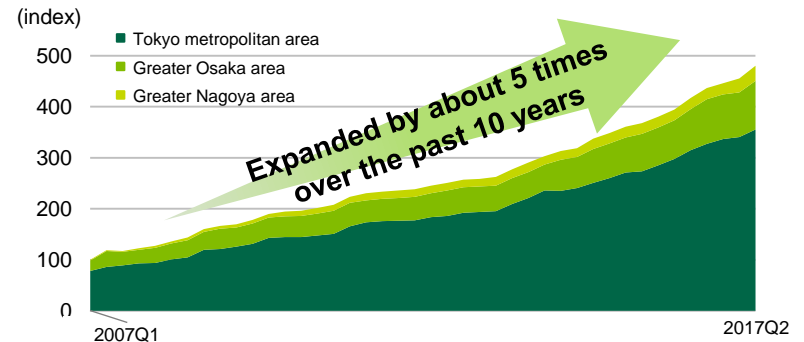 (index)
500
400
300
200
100
0
Tokyo metropolitan area
Greater Osaka area
Greater Nagoya area
Expanded by about 5 times
over the past 10 years
2007Q1
2017Q2